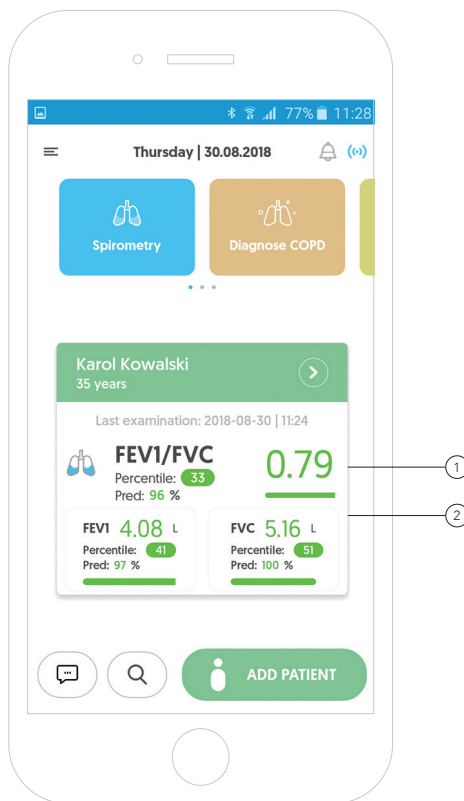 77% 11:28
Thursday | 30.08.2018
Spirometry
Diagnose COPD
Karol Kowalski
35 years
Last examination: 2018-08-30 | 11:24
FEV1/FVC
0.79
Percentile: 33
Pred: 96 %
1
2
FEV1 4.08 L
Percentile: 41
Pred: 97 %
FVC 5.16 L
Percentile: 51
Pred: 100 %
ADD PATIENT